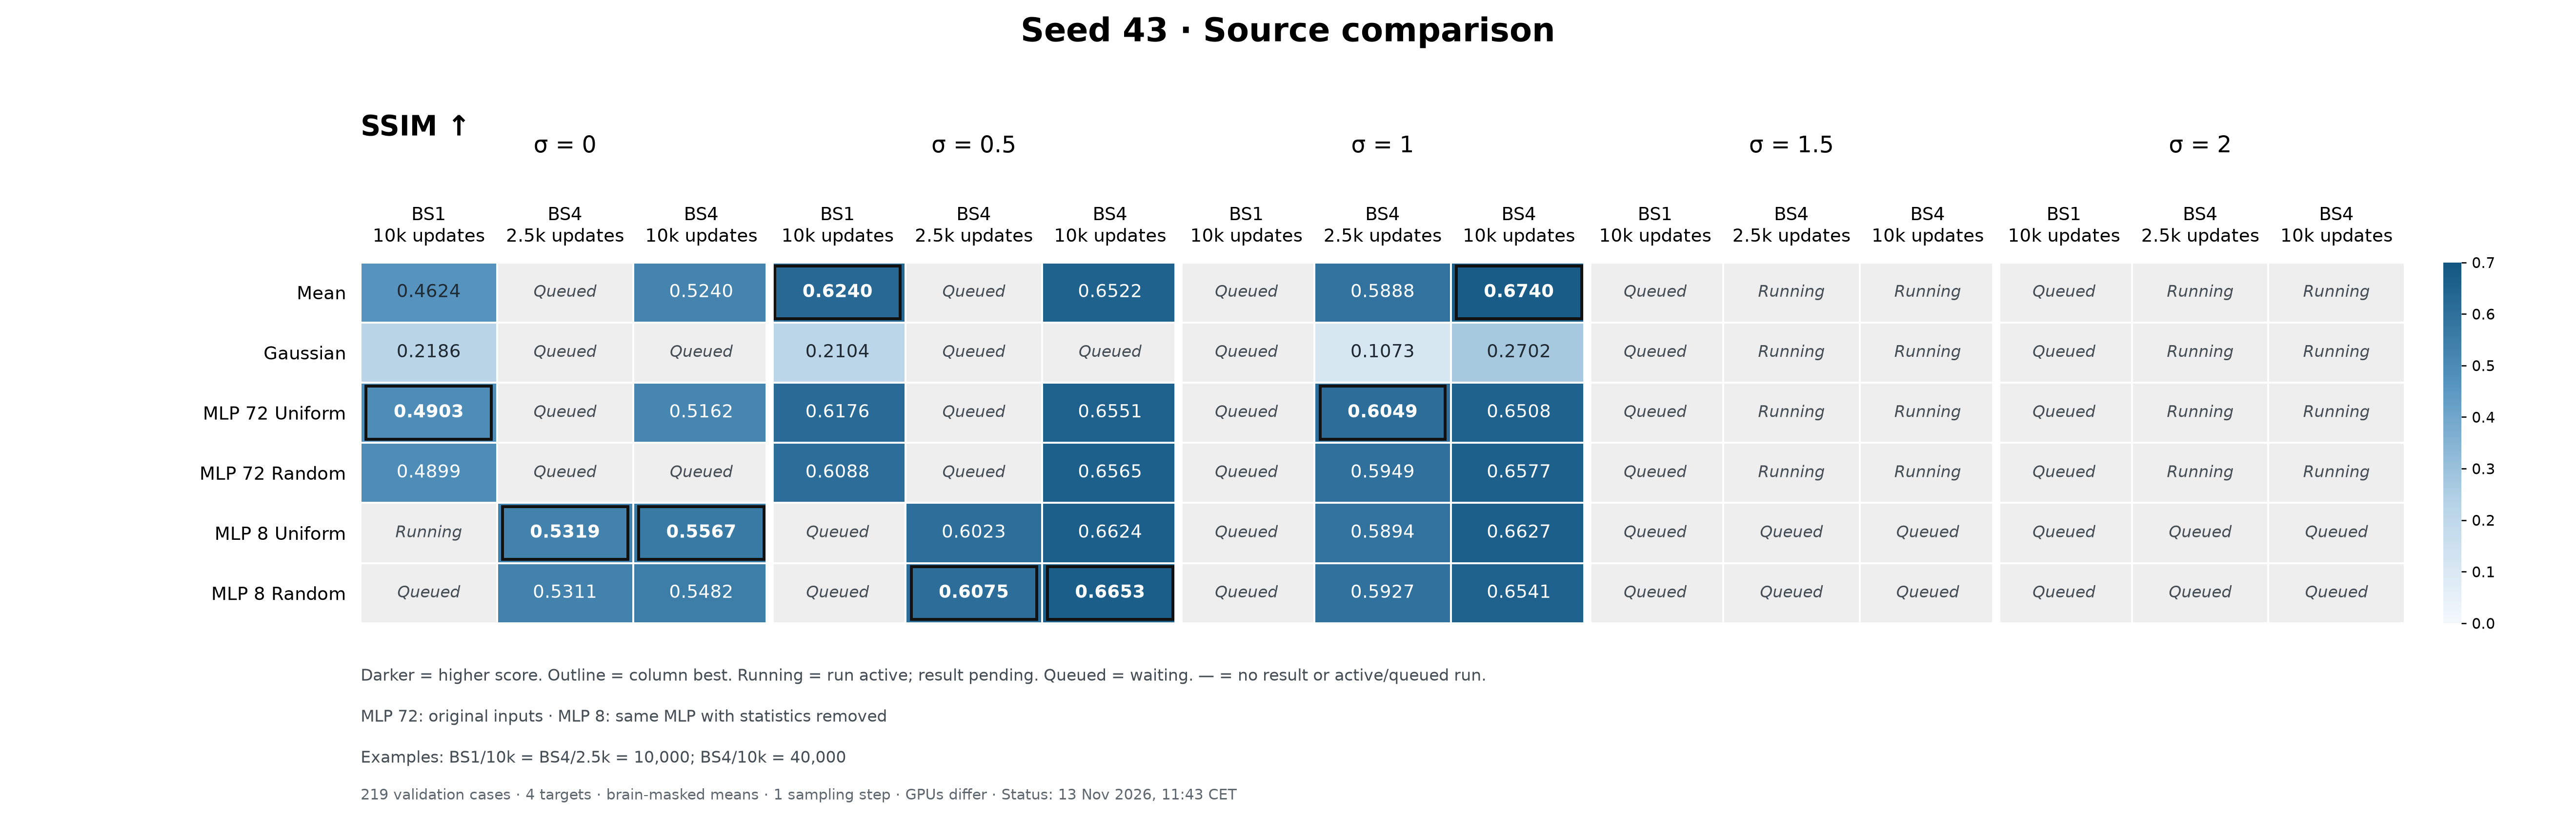 Seed 43 · Source comparison
SSIM ↑
σ = 0 σ = 0.5 σ = 1 σ = 1.5 σ = 2
BS1 BS4 BS4 BS1 BS4 BS4 BS1 BS4 BS4 BS1 BS4 BS4 BS1 BS4 BS4
10k updates 2.5k updates 10k updates 10k updates 2.5k updates 10k updates 10k updates 2.5k updates 10k updates 10k updates 2.5k updates 10k updates 10k updates 2.5k updates 10k updates
Mean 0.4624 Queued 0.5240 0.6240 Queued 0.6522 Queued 0.5888 0.6740 Queued Running Running Queued Running Running
Gaussian 0.2186 Queued Queued 0.2104 Queued Queued Queued 0.1073 0.2702 Queued Running Running Queued Running Running
MLP 72 Uniform 0.4903 Queued 0.5162 0.6176 Queued 0.6551 Queued 0.6049 0.6508 Queued Running Running Queued Running Running
MLP 72 Random 0.4899 Queued Queued 0.6088 Queued 0.6565 Queued 0.5949 0.6577 Queued Running Running Queued Running Running
MLP 8 Uniform Running 0.5319 0.5567 Queued 0.6023 0.6624 Queued 0.5894 0.6627 Queued Queued Queued Queued Queued Queued
MLP 8 Random Queued 0.5311 0.5482 Queued 0.6075 0.6653 Queued 0.5927 0.6541 Queued Queued Queued Queued Queued Queued
0.7
0.6
0.5
0.4
0.3
0.2
0.1
0.0
Darker = higher score. Outline = column best. Running = run active; result pending. Queued = waiting. — = no result or active/queued run.
MLP 72: original inputs · MLP 8: same MLP with statistics removed
Examples: BS1/10k = BS4/2.5k = 10,000; BS4/10k = 40,000
219 validation cases · 4 targets · brain-masked means · 1 sampling step · GPUs differ · Status: 13 Nov 2026, 11:43 CET